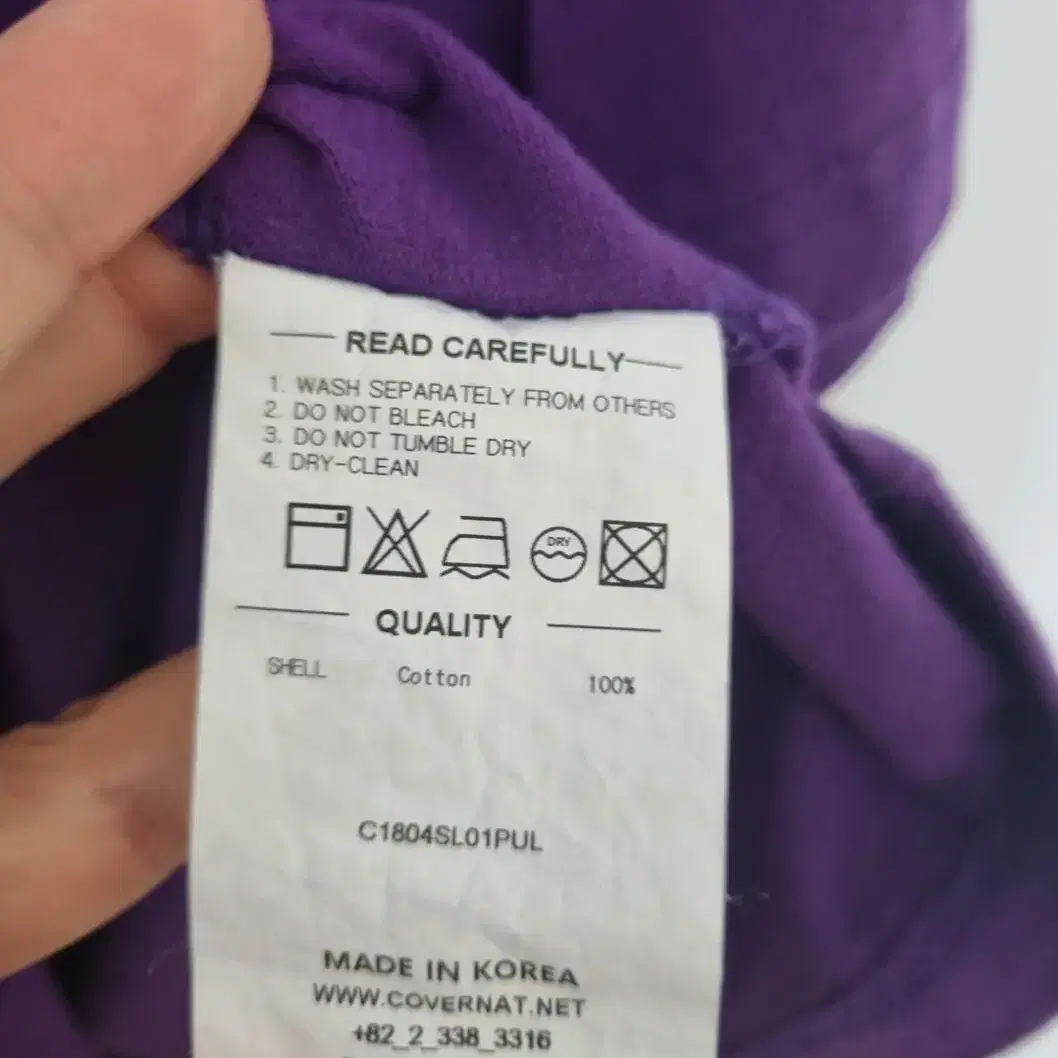 READ CAREFULLY
1. WASH SEPARATELY FROM OTHERS
2. DO NOT BLEACH
3. DO NOT TUMBLE DRY
4. DRY-CLEAN
DRY
QUALITY
SHELL Cotton 100%
C1804SL01PUL
MADE IN KOREA
WWW.COVERNAT.NET
+82_2_338_3316